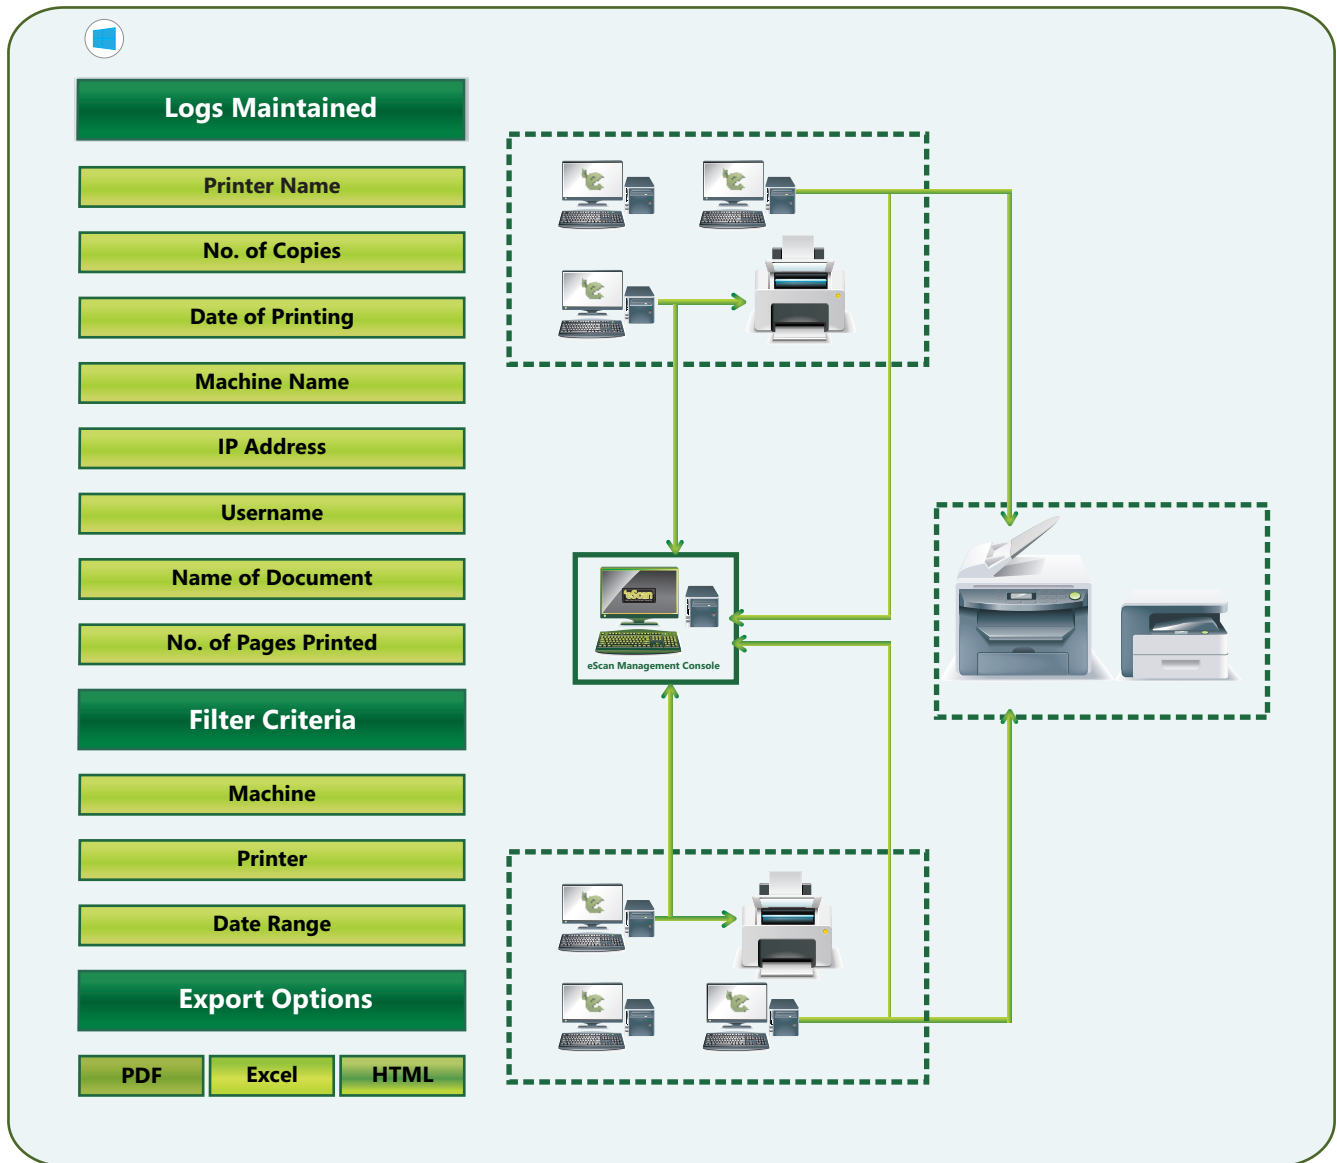 Logs Maintained
Printer Name
No. of Copies
Date of Printing
Machine Name
IP Address
Username
Name of Document
No. of Pages Printed
Filter Criteria
Machine
Printer
Date Range
Export Options
PDF
Excel
HTML
eScan
eScan Management Console